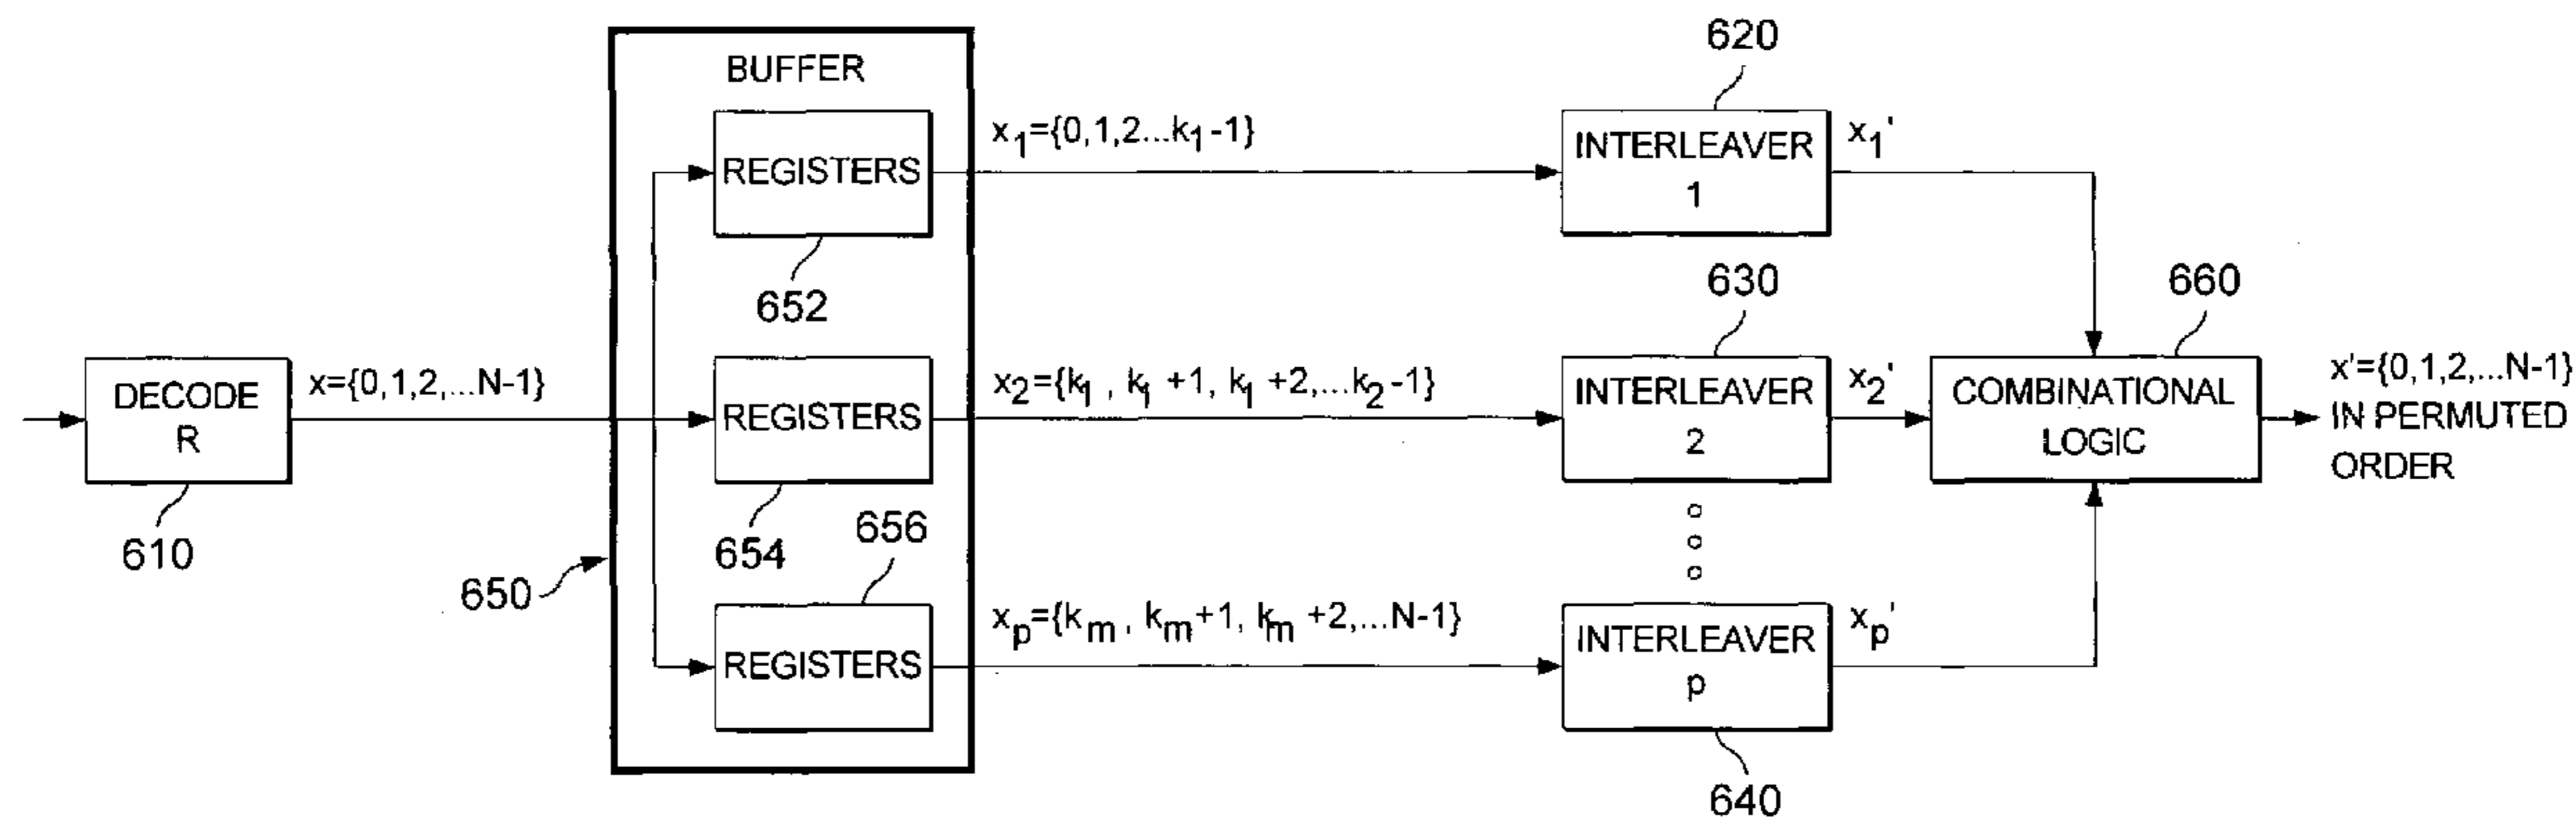 620
BUFFER
x₁={0,1,2...k₁-1}
INTERLEAVER
1
x₁'
REGISTERS
652
630
660
DECODE
R
x={0,1,2,...N-1}
REGISTERS
x₂={k₁, k₁+1, k₁+2,...k₂-1}
INTERLEAVER
2
x₂'
COMBINATIONAL
LOGIC
x'={0,1,2,...N-1}
IN PERMUTED
ORDER
610
654
656
650
REGISTERS
xₚ={kₘ, kₘ+1, kₘ+2,...N-1}
INTERLEAVER
p
xₚ'
640